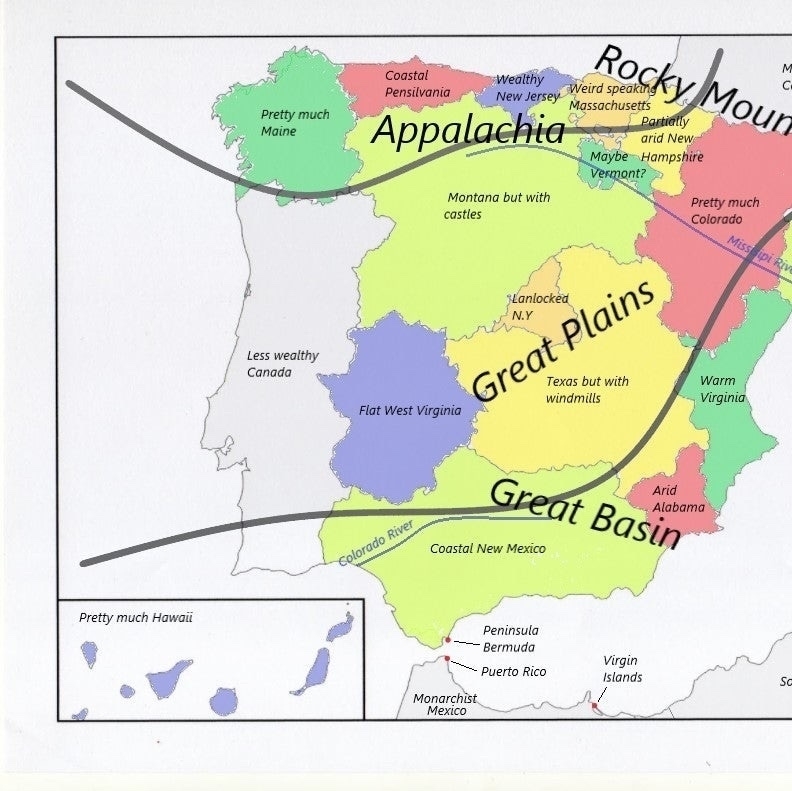 Rocky Moun
M
C
Coastal
Pensilvania
Wealthy
New Jersey
Weird speaking
Massachusetts
Pretty much
Maine
Appalachia
Partially
arid New
Hampshire
Maybe
Vermont?
Montana but with
castles
Pretty much
Colorado
Missipi Rive
Lanlocked
N.Y
Great Plains
Less wealthy
Canada
Flat West Virginia
Texas but with
windmills
Warm
Virginia
Great Basin
Arid
Alabama
Colorado River
Coastal New Mexico
Pretty much Hawaii
Peninsula
Bermuda
Puerto Rico
Virgin
Islands
Monarchist
Mexico
So